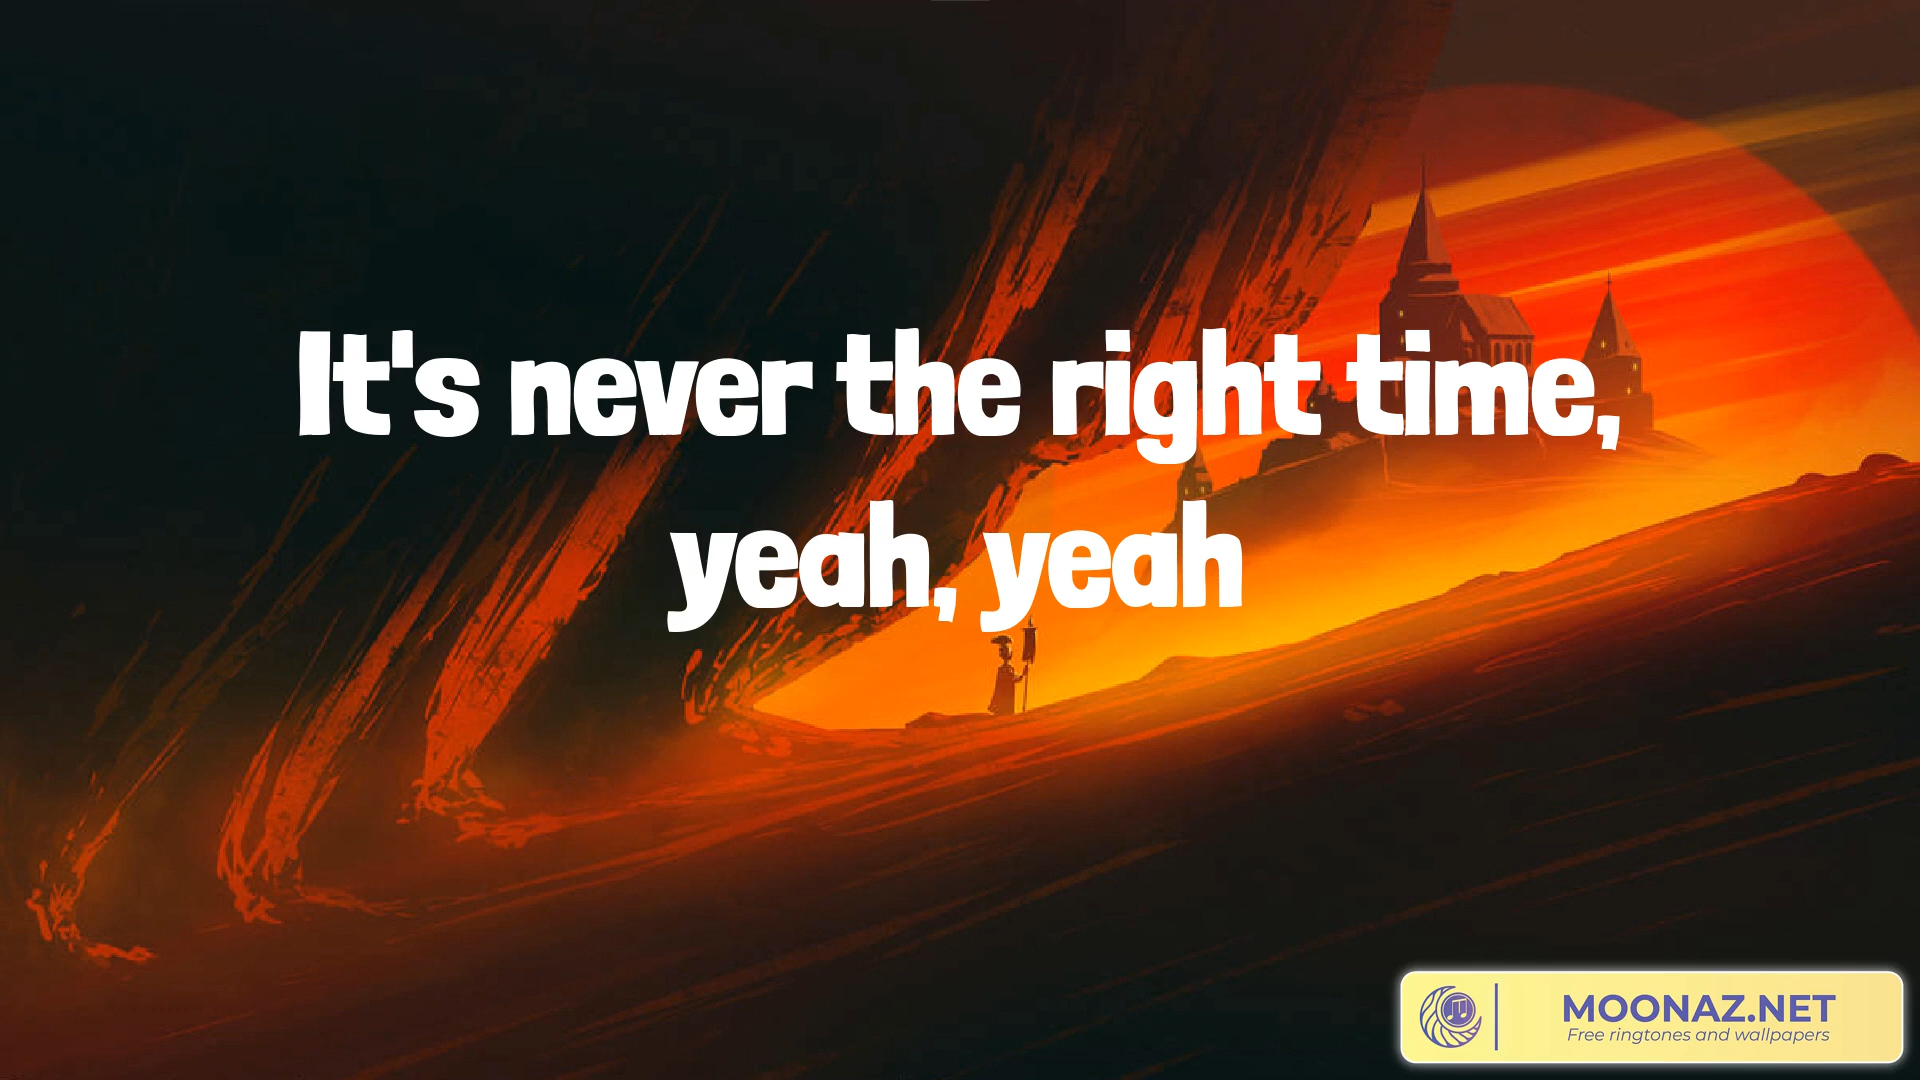 It's never the right time,
yeah, yeah
MOONAZ.NET
Free ringtones and wallpapers